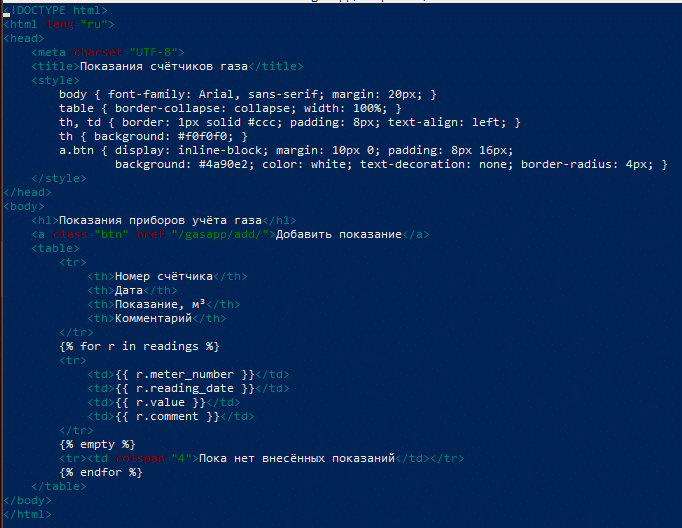 <!DOCTYPE html>
<html lang="ru">
<head>
    <meta charset="UTF-8">
    <title>Показания счётчиков газа</title>
    <style>
        body { font-family: Arial, sans-serif; margin: 20px; }
        table { border-collapse: collapse; width: 100%; }
        th, td { border: 1px solid #ccc; padding: 8px; text-align: left; }
        th { background: #f0f0f0; }
        a.btn { display: inline-block; margin: 10px 0; padding: 8px 16px;
                background: #4a90e2; color: white; text-decoration: none; border-radius: 4px; }
    </style>
</head>
<body>
    <h1>Показания приборов учёта газа</h1>
    <a class="btn" href="/gasapp/add/">Добавить показание</a>
    <table>
        <tr>
            <th>Номер счётчика</th>
            <th>Дата</th>
            <th>Показание, м³</th>
            <th>Комментарий</th>
        </tr>
        {% for r in readings %}
        <tr>
            <td>{{ r.meter_number }}</td>
            <td>{{ r.reading_date }}</td>
            <td>{{ r.value }}</td>
            <td>{{ r.comment }}</td>
        </tr>
        {% empty %}
        <tr><td colspan="4">Пока нет внесённых показаний</td></tr>
        {% endfor %}
    </table>
</body>
</html>